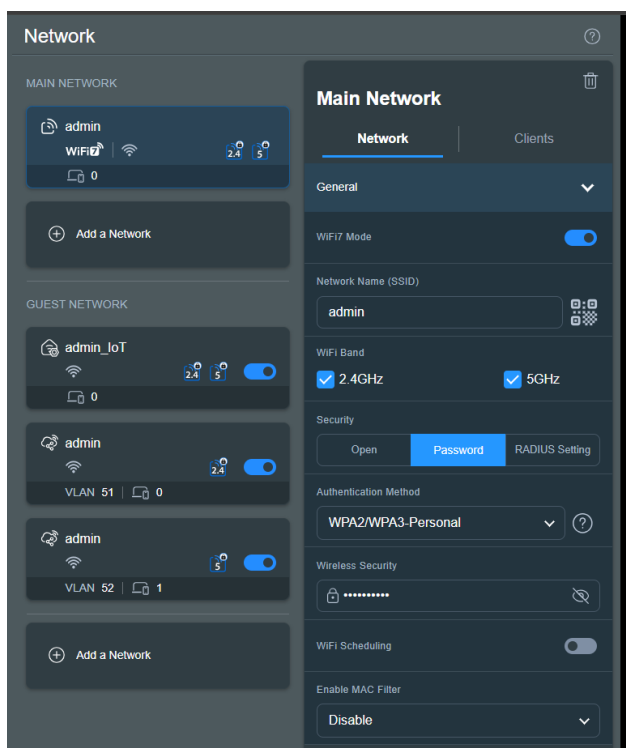 Network
MAIN NETWORK
admin
WiFi 7
2.4 5
0
Add a Network
GUEST NETWORK
admin_IoT
2.4 5
0
admin
2.4
VLAN 51 0
admin
5
VLAN 52 1
Add a Network
Main Network
Network Clients
General
WiFi7 Mode
Network Name (SSID)
admin
WiFi Band
2.4GHz 5GHz
Security
Open Password RADIUS Setting
Authentication Method
WPA2/WPA3-Personal
Wireless Security
••••••••••
WiFi Scheduling
Enable MAC Filter
Disable